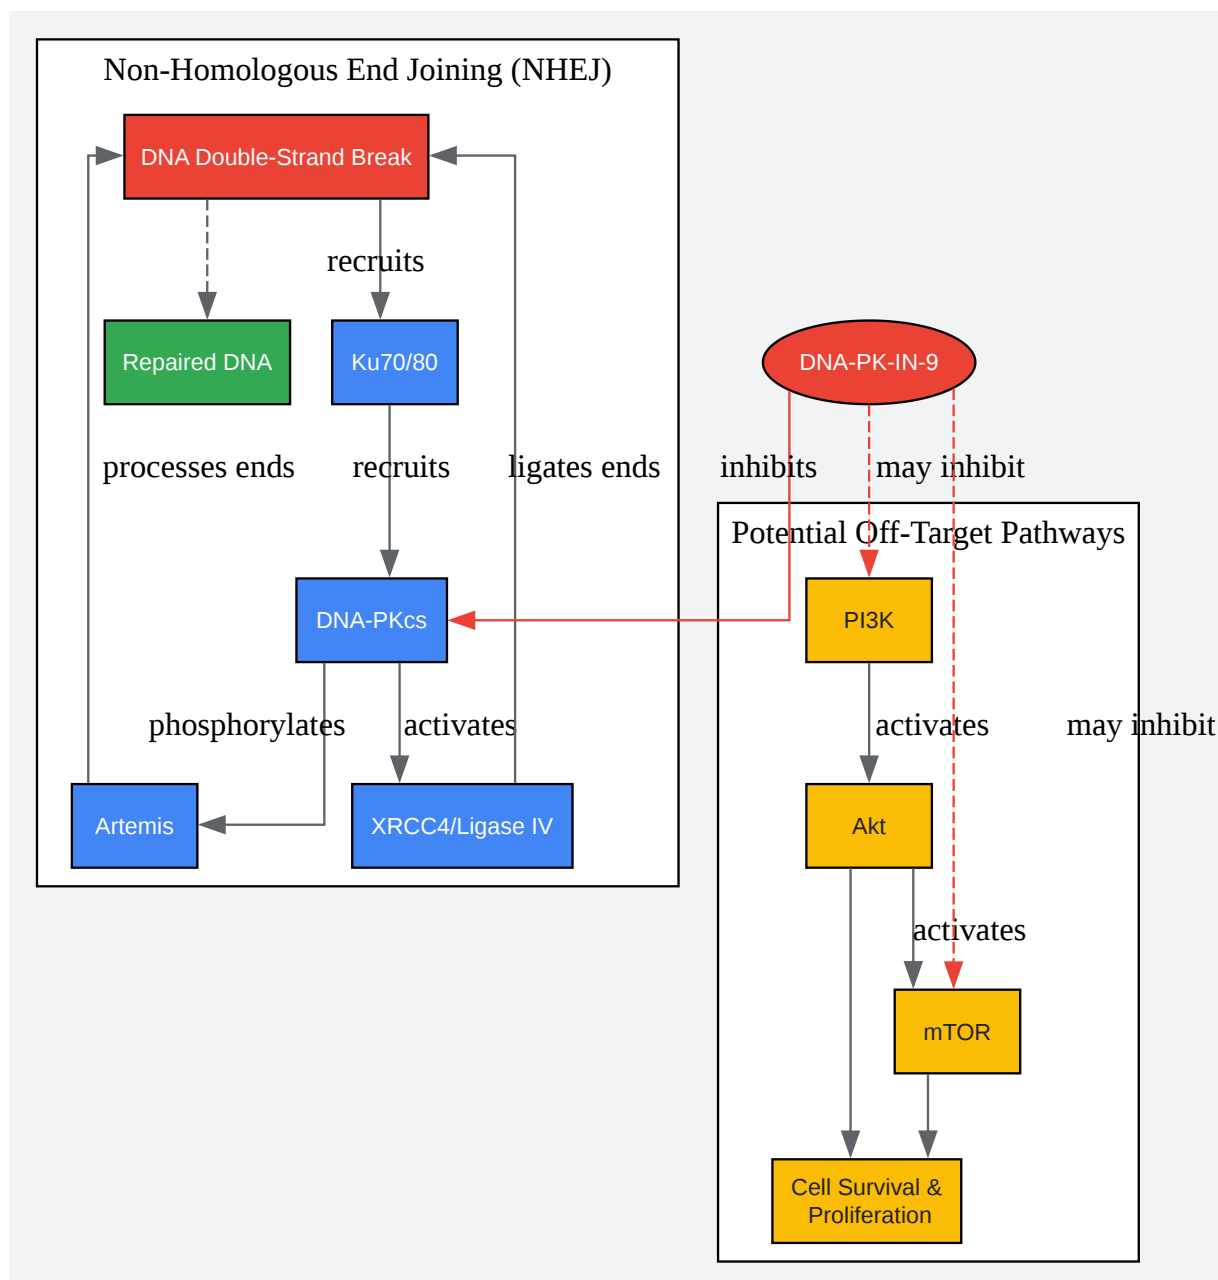 Non-Homologous End Joining (NHEJ)
DNA Double-Strand Break
recruits
Repaired DNA
Ku70/80
DNA-PK-IN-9
processes ends
recruits
ligates ends
inhibits
may inhibit
Potential Off-Target Pathways
DNA-PKcs
PI3K
phosphorylates
activates
activates
may inhibit
Artemis
XRCC4/Ligase IV
Akt
activates
mTOR
Cell Survival &
Proliferation